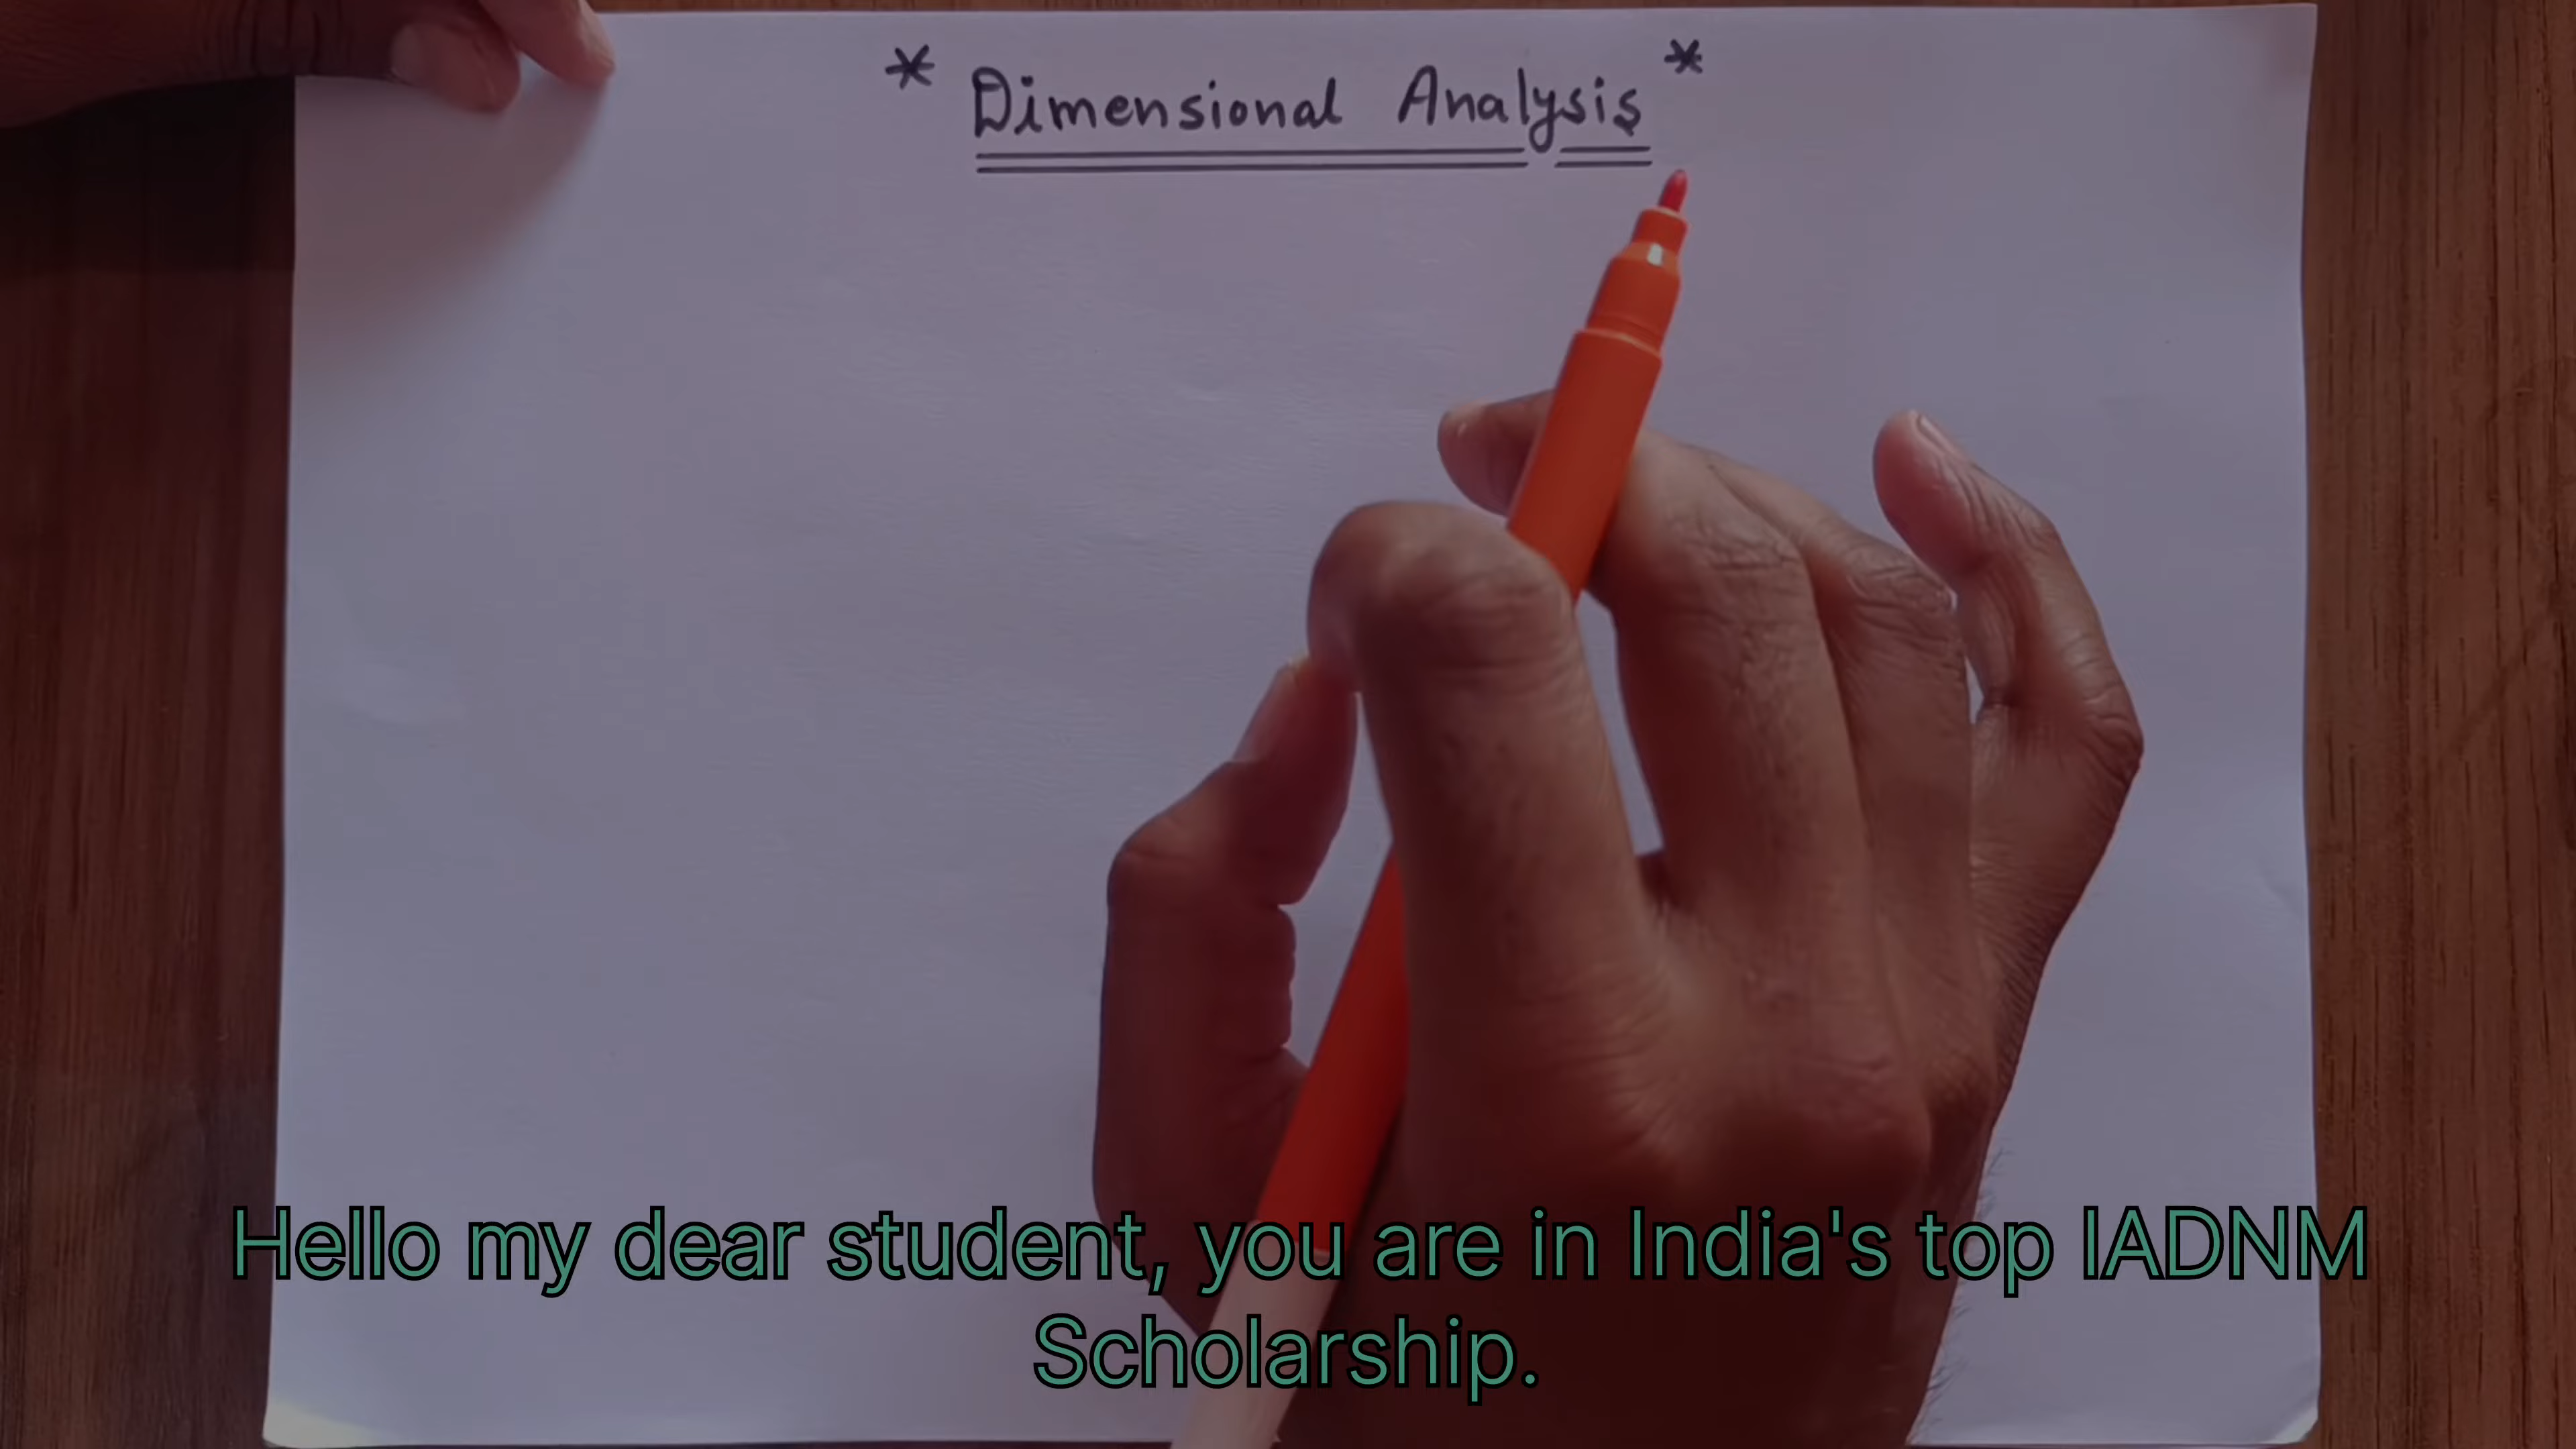 * Dimensional Analysis *
Hello my dear student, you are in India's top IADNM
Scholarship.